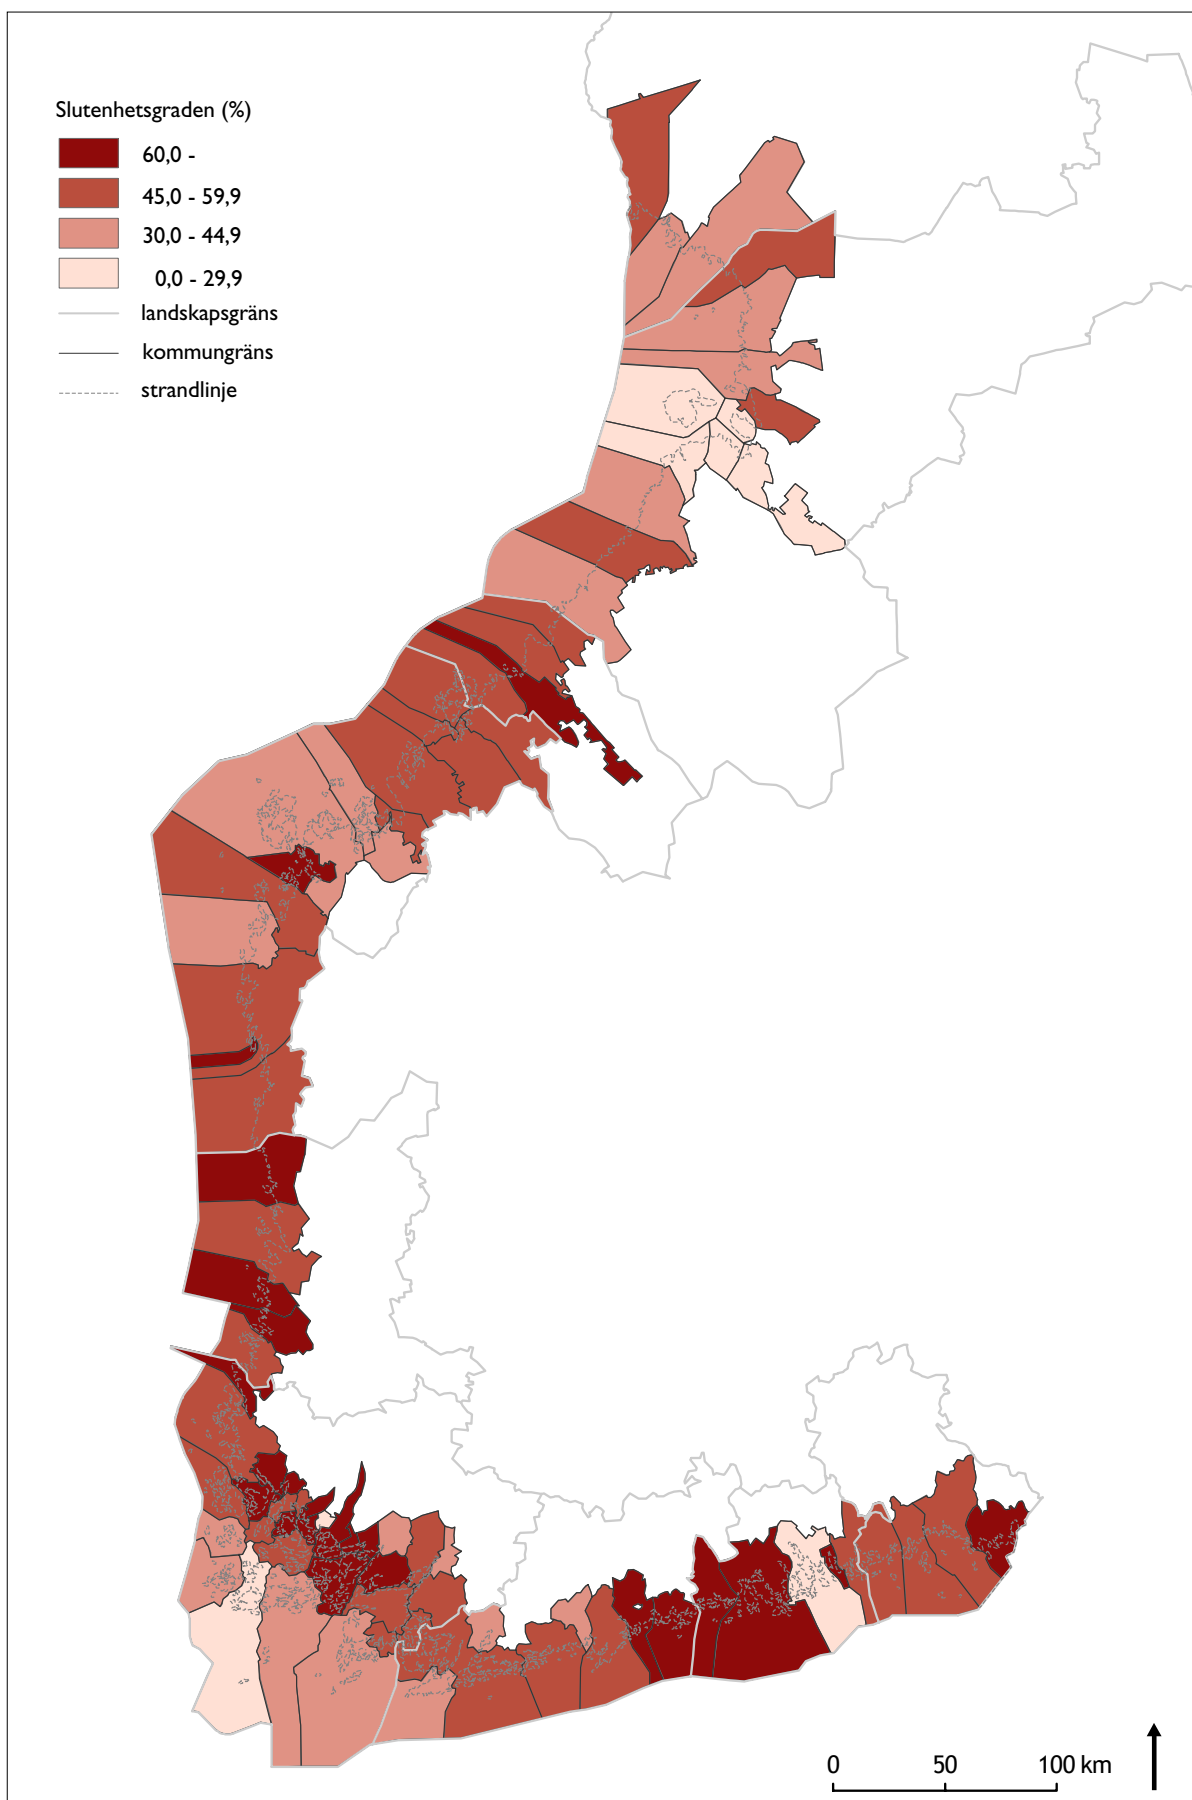 Slutenhetsgraden (%)
60,0 -
45,0 - 59,9
30,0 - 44,9
0,0 - 29,9
landskapsgräns
kommungräns
strandlinje
0 50 100 km